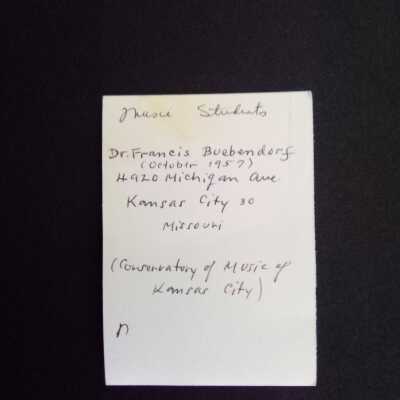 Music Students
Dr. Francis Buebendorf
(October 1957)
4920 Michigan Ave.
Kansas City 30
Missouri
(Conservatory of Music of
Kansas City)
n